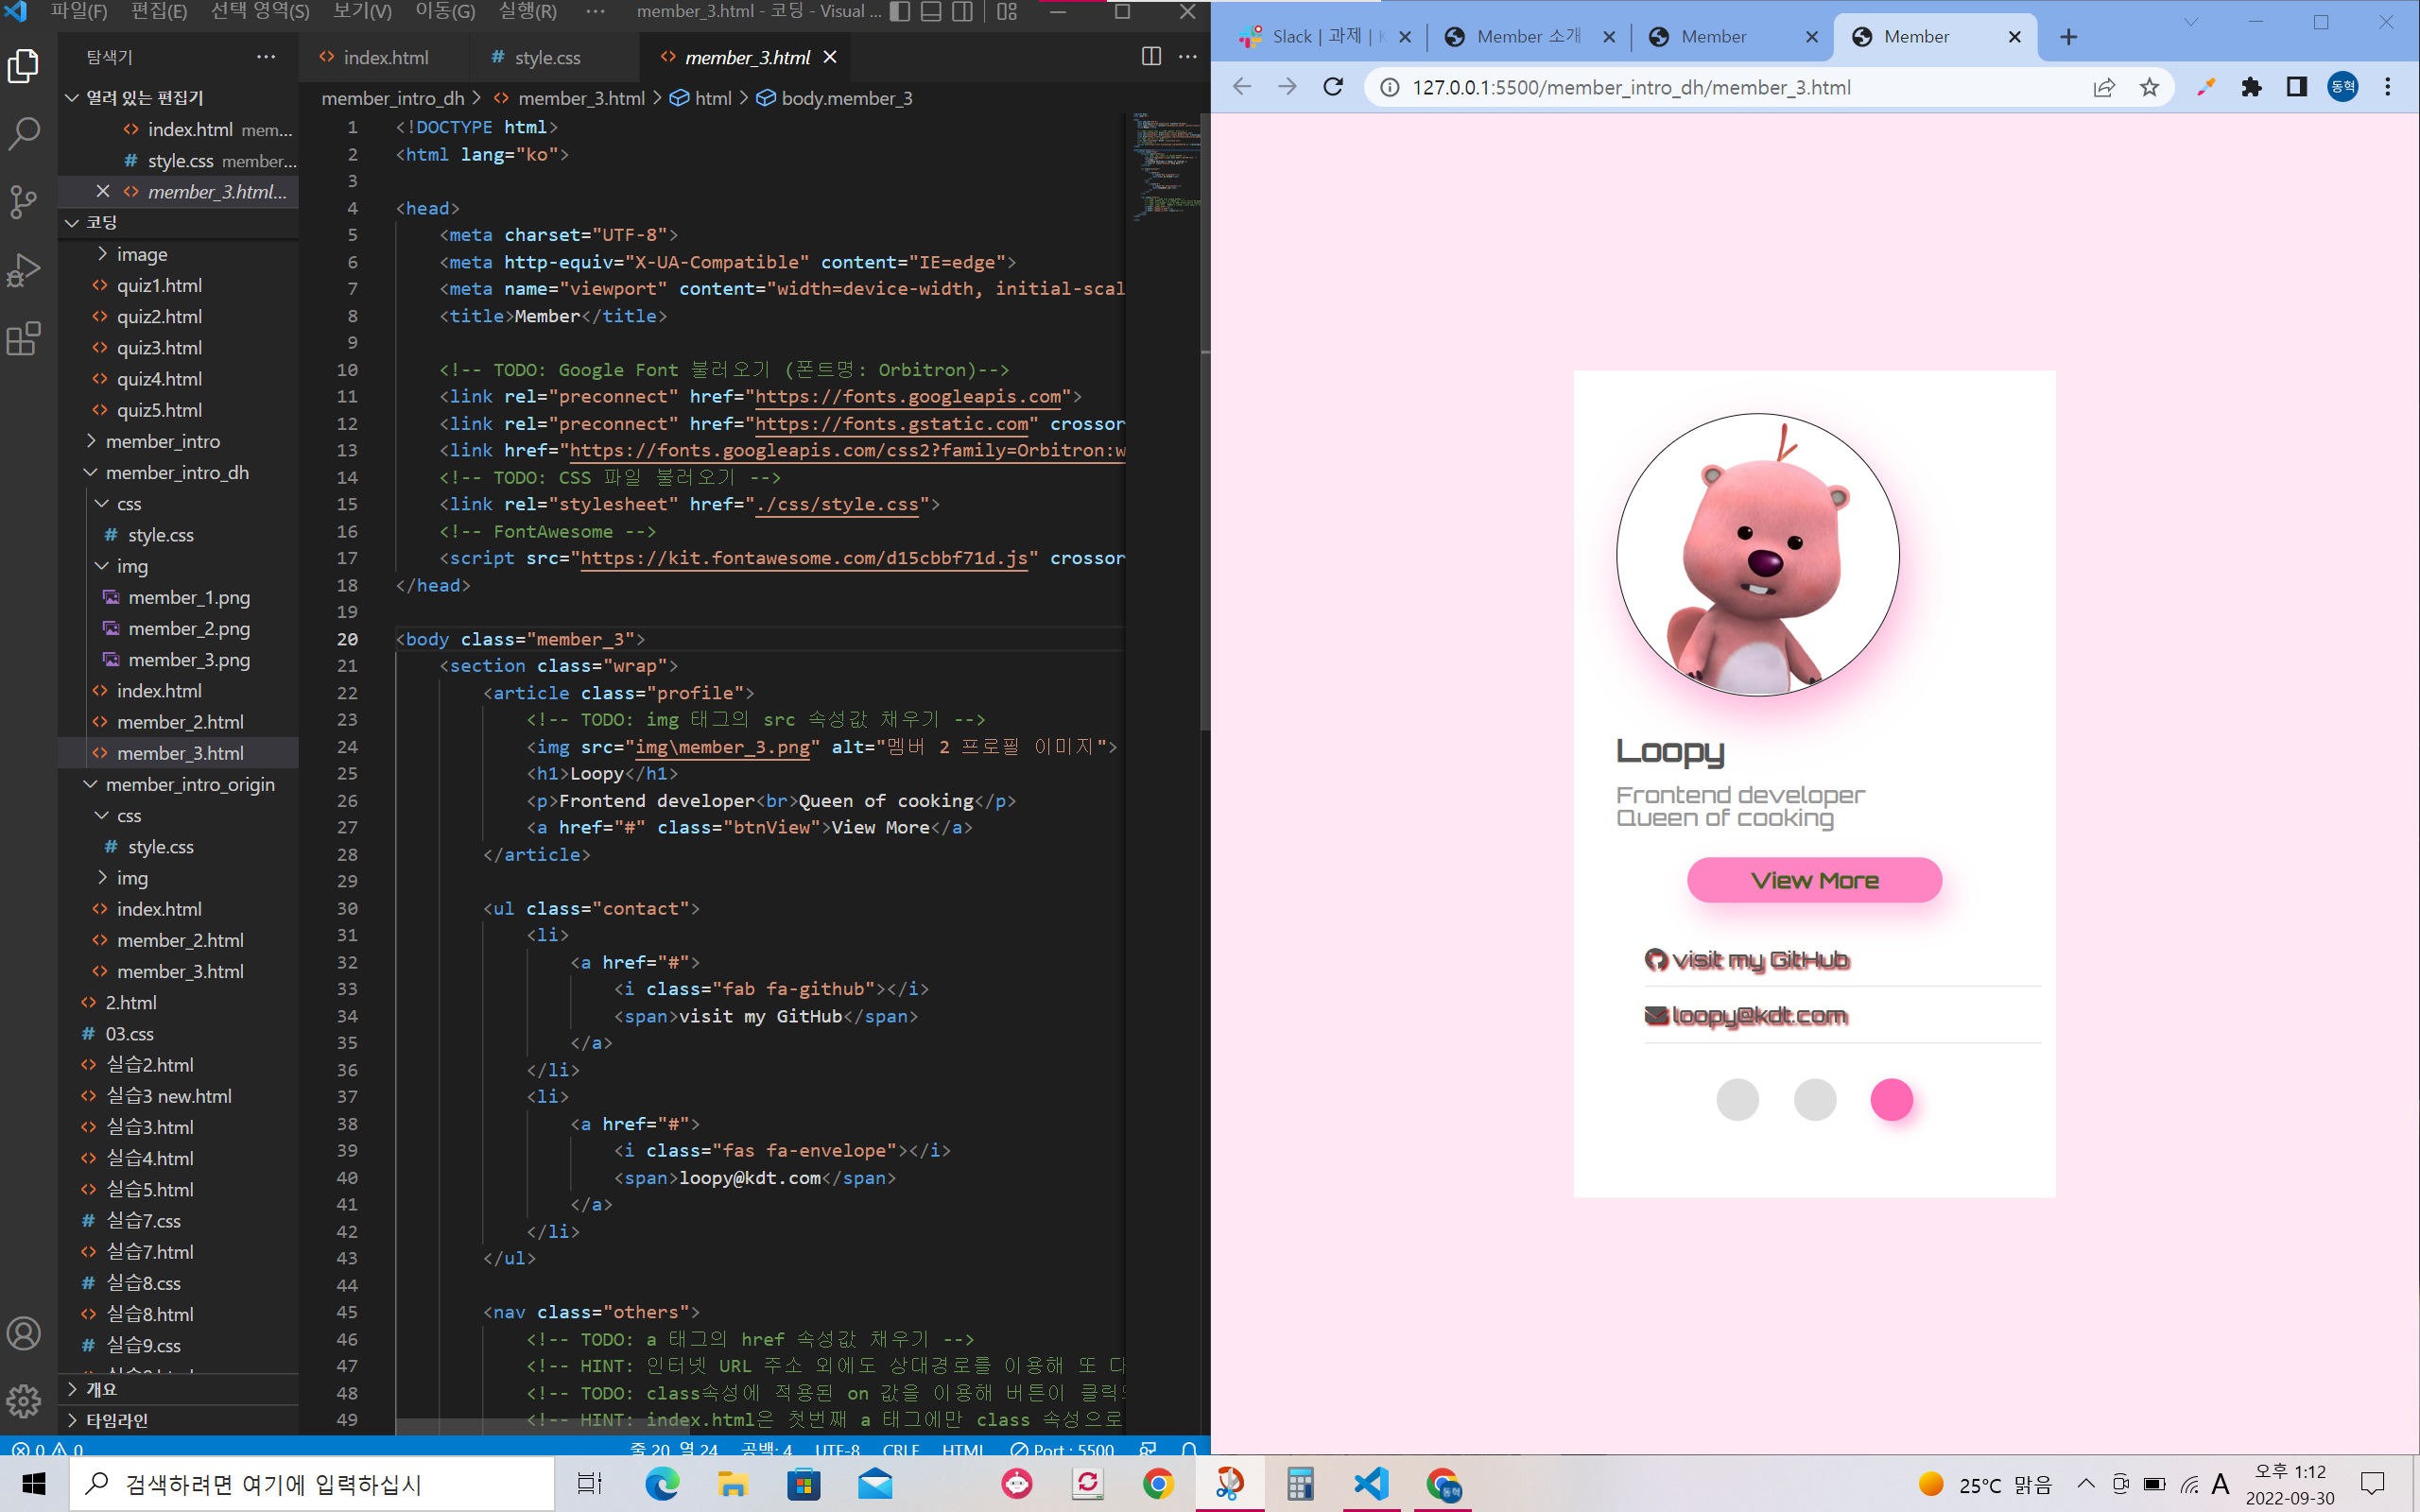 파일(F) 편집(E) 선택 영역(S) 보기(V) 이동(G) 실행(R) ··· member_3.html - 코딩 - Visual ...
탐색기 ···
열려 있는 편집기
index.html mem...
style.css member...
member_3.html...
코딩
image
quiz1.html
quiz2.html
quiz3.html
quiz4.html
quiz5.html
member_intro
member_intro_dh
css
style.css
img
member_1.png
member_2.png
member_3.png
index.html
member_2.html
member_3.html
member_intro_origin
css
style.css
img
index.html
member_2.html
member_3.html
2.html
03.css
실습2.html
실습3 new.html
실습3.html
실습4.html
실습5.html
실습7.css
실습7.html
실습8.css
실습8.html
실습9.css
개요
타임라인
index.html style.css member_3.html
member_intro_dh > member_3.html > html > body.member_3
1 <!DOCTYPE html>
2 <html lang="ko">
3
4 <head>
5 <meta charset="UTF-8">
6 <meta http-equiv="X-UA-Compatible" content="IE=edge">
7 <meta name="viewport" content="width=device-width, initial-scal
8 <title>Member</title>
9
10 <!-- TODO: Google Font 불러오기 (폰트명: Orbitron)-->
11 <link rel="preconnect" href="https://fonts.googleapis.com">
12 <link rel="preconnect" href="https://fonts.gstatic.com" crossor
13 <link href="https://fonts.googleapis.com/css2?family=Orbitron:w
14 <!-- TODO: CSS 파일 불러오기 -->
15 <link rel="stylesheet" href="./css/style.css">
16 <!-- FontAwesome -->
17 <script src="https://kit.fontawesome.com/d15cbbf71d.js" crossor
18 </head>
19
20 <body class="member_3">
21 <section class="wrap">
22 <article class="profile">
23 <!-- TODO: img 태그의 src 속성값 채우기 -->
24 <img src="img\member_3.png" alt="멤버 2 프로필 이미지">
25 <h1>Loopy</h1>
26 <p>Frontend developer<br>Queen of cooking</p>
27 <a href="#" class="btnView">View More</a>
28 </article>
29
30 <ul class="contact">
31 <li>
32 <a href="#">
33 <i class="fab fa-github"></i>
34 <span>visit my GitHub</span>
35 </a>
36 </li>
37 <li>
38 <a href="#">
39 <i class="fas fa-envelope"></i>
40 <span>loopy@kdt.com</span>
41 </a>
42 </li>
43 </ul>
44
45 <nav class="others">
46 <!-- TODO: a 태그의 href 속성값 채우기 -->
47 <!-- HINT: 인터넷 URL 주소 외에도 상대경로를 이용해 또 다
48 <!-- TODO: class속성에 적용된 on 값을 이용해 버튼이 클릭
49 <!-- HINT: index.html은 첫번째 a 태그에만 class 속성으로
0 0 줄 20, 열 24 공백: 4 UTF-8 CRLF HTML Port : 5500
Slack | 과제 | Member 소개 Member Member
127.0.0.1:5500/member_intro_dh/member_3.html 동혁
Loopy
Frontend developer
Queen of cooking
View More
visit my GitHub
loopy@kdt.com
검색하려면 여기에 입력하십시
동혁
25°C 맑음
A
오후 1:12
2022-09-30